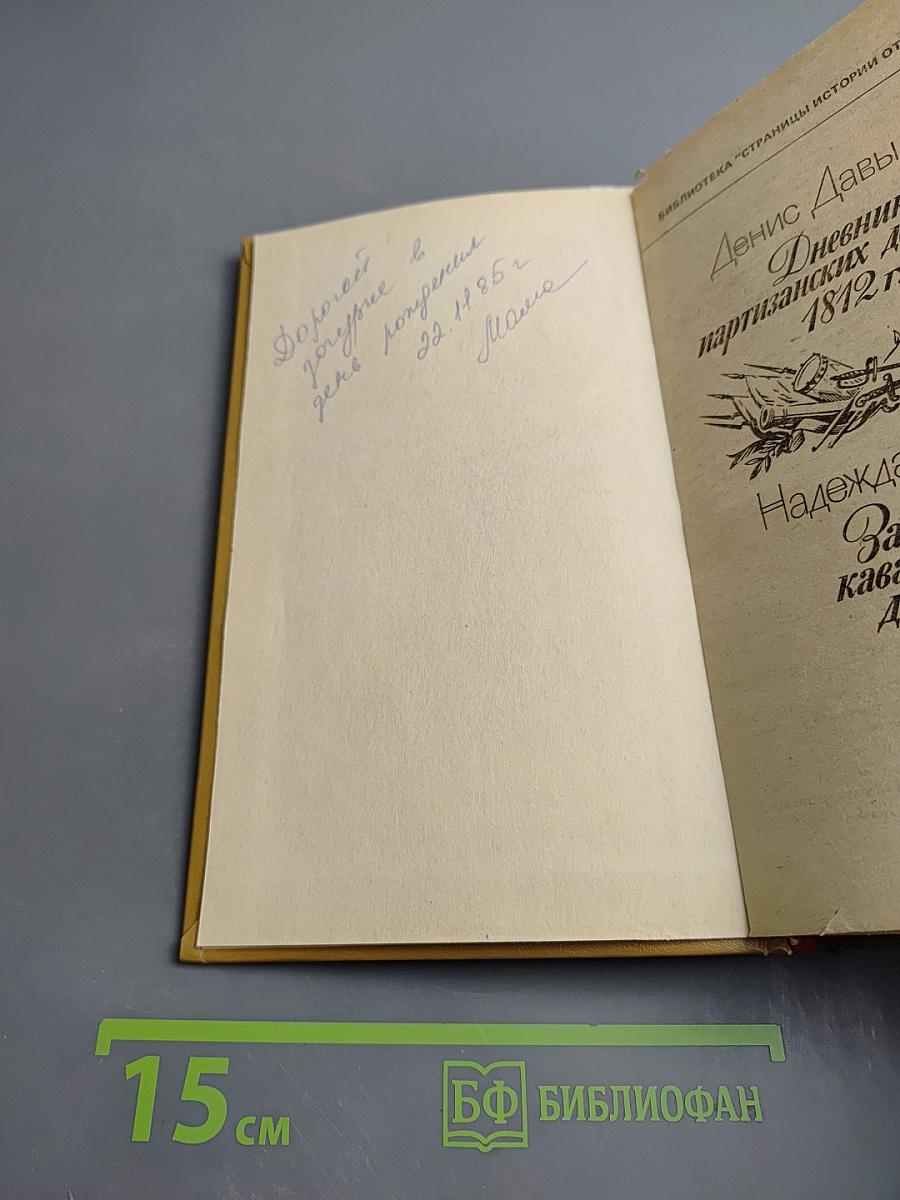 Дорогой
дочурке в
день рождения
22.11.85 г
Мама
БИБЛИОТЕКА "СТРАНИЦЫ ИСТОРИИ ОТ
Денис Давы
Дневник
партизанских д
1812 г
Надежда
За
кава
д
15 см
БФ БИБЛИОФАН